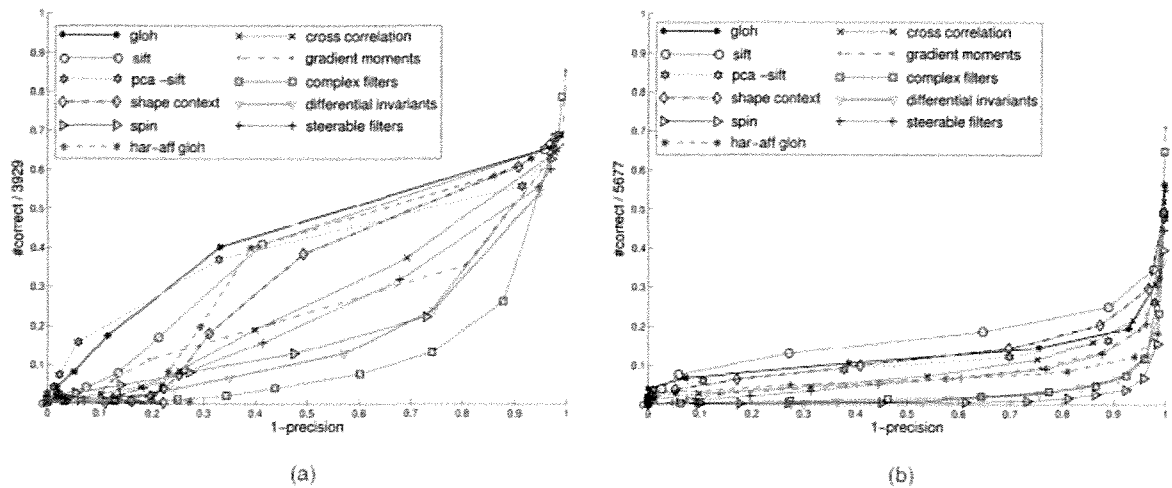 1
0.9
0.8
0.7
0.6
0.5
0.4
0.3
0.2
0.1
0
#correct / 3929
gloh
sift
pca -sift
shape context
spin
har-aff gloh
cross correlation
gradient moments
complex filters
differential invariants
steerable filters
0 0.1 0.2 0.3 0.4 0.5 0.6 0.7 0.8 0.9 1
1-precision
(a)
1
0.9
0.8
0.7
0.6
0.5
0.4
0.3
0.2
0.1
0
#correct / 5677
gloh
sift
pca -sift
shape context
spin
har-aff gloh
cross correlation
gradient moments
complex filters
differential invariants
steerable filters
0 0.1 0.2 0.3 0.4 0.5 0.6 0.7 0.8 0.9 1
1-precision
(b)